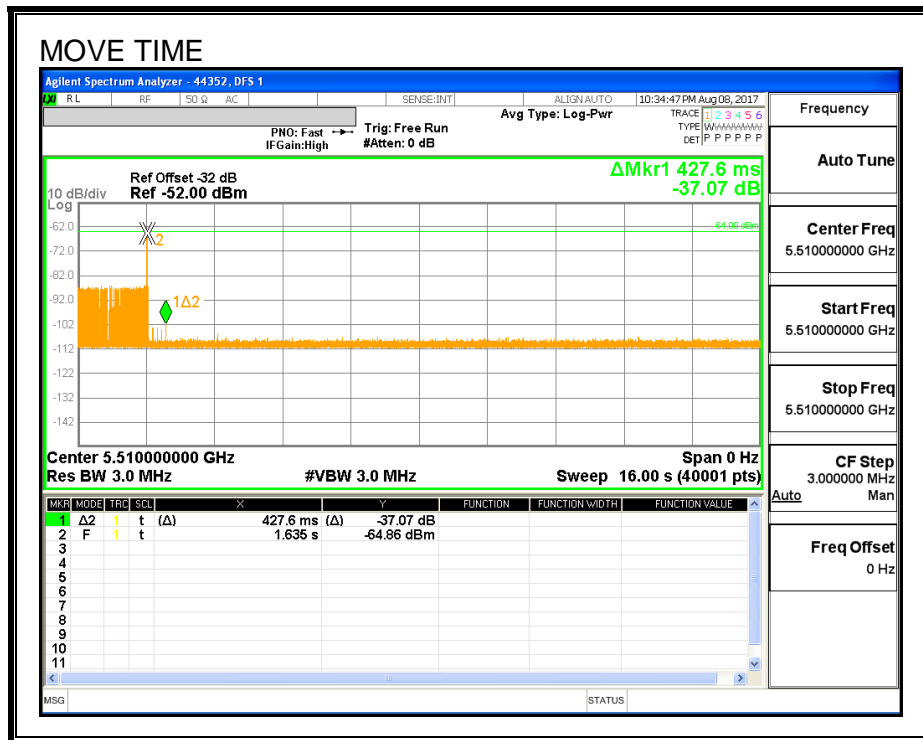 MOVE TIME
Agilent Spectrum Analyzer - 44352, DFS 1
LXI RL RF 50 Ω AC SENSE:INT ALIGN AUTO 10:34:47 PM Aug 08, 2017
PNO: Fast
IFGain:High
Trig: Free Run
#Atten: 0 dB
Avg Type: Log-Pwr
TRACE 1 2 3 4 5 6
TYPE WWWWWW
DET P P P P P P
ΔMkr1 427.6 ms
-37.07 dB
Ref Offset -32 dB
10 dB/div Ref -52.00 dBm
Log
-62.0
-72.0
-82.0
-92.0
-102
-112
-122
-132
-142
2
1Δ2
-64.00 dBm
Center 5.510000000 GHz Span 0 Hz
Res BW 3.0 MHz #VBW 3.0 MHz Sweep 16.00 s (40001 pts)
MKR MODE TRC SCL X Y FUNCTION FUNCTION WIDTH FUNCTION VALUE
1 Δ2 1 t (Δ) 427.6 ms (Δ) -37.07 dB
2 F 1 t 1.635 s -64.86 dBm
3
4
5
6
7
8
9
10
11
MSG STATUS
Frequency
Auto Tune
Center Freq
5.510000000 GHz
Start Freq
5.510000000 GHz
Stop Freq
5.510000000 GHz
CF Step
3.000000 MHz
Auto Man
Freq Offset
0 Hz